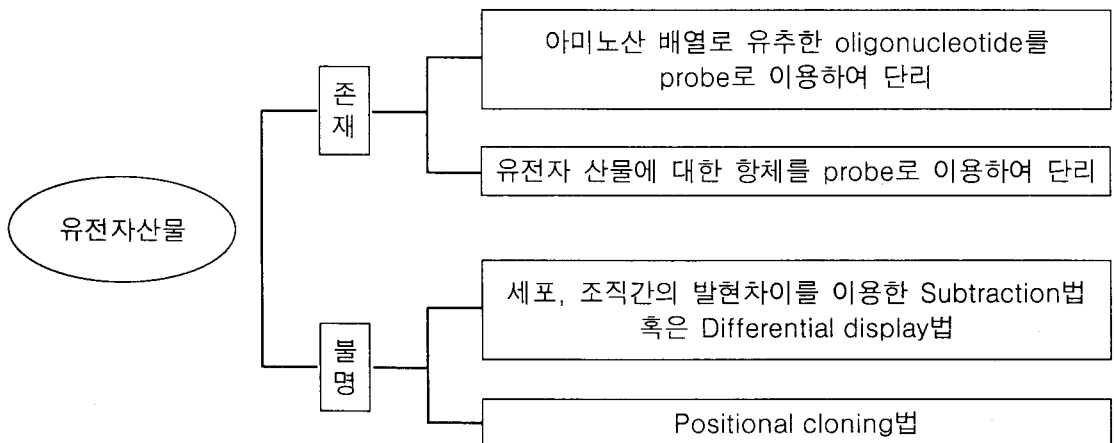 아미노산 배열로 유추한 oligonucleotide를
probe로 이용하여 단리
존
재
유전자 산물에 대한 항체를 probe로 이용하여 단리
유전자산물
세포, 조직간의 발현차이를 이용한 Subtraction법
혹은 Differential display법
불
명
Positional cloning법